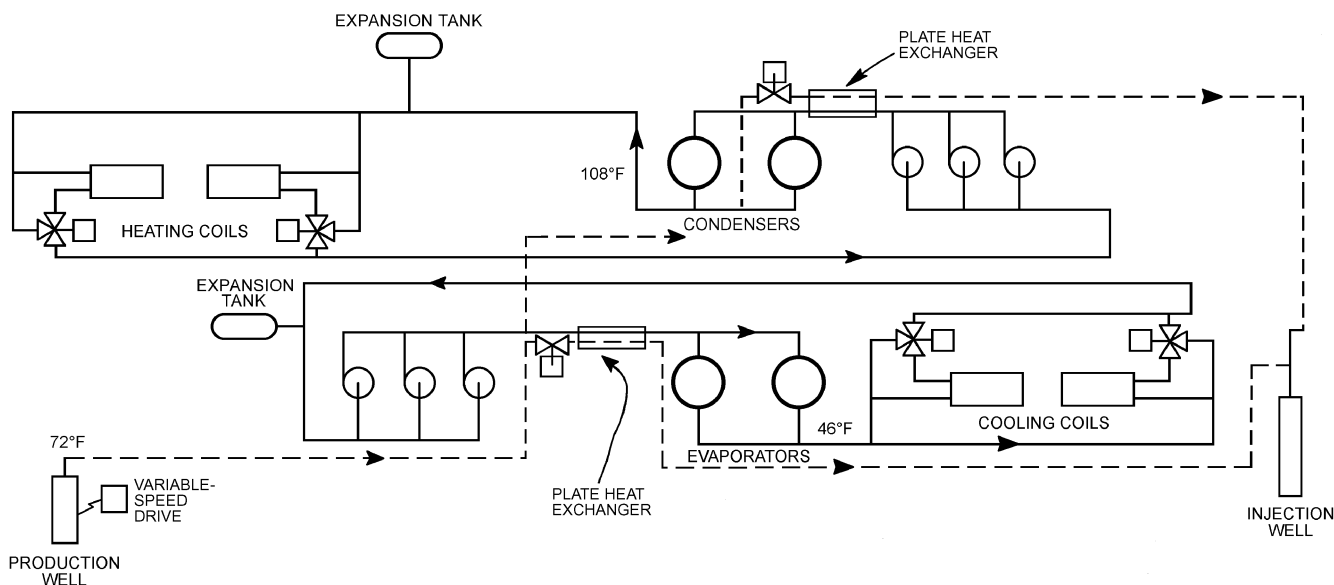 EXPANSION TANK
PLATE HEAT
EXCHANGER
108°F
HEATING COILS
CONDENSERS
EXPANSION
TANK
72°F
VARIABLE-
SPEED
DRIVE
PRODUCTION
WELL
PLATE HEAT
EXCHANGER
46°F
EVAPORATORS
COOLING COILS
INJECTION
WELL